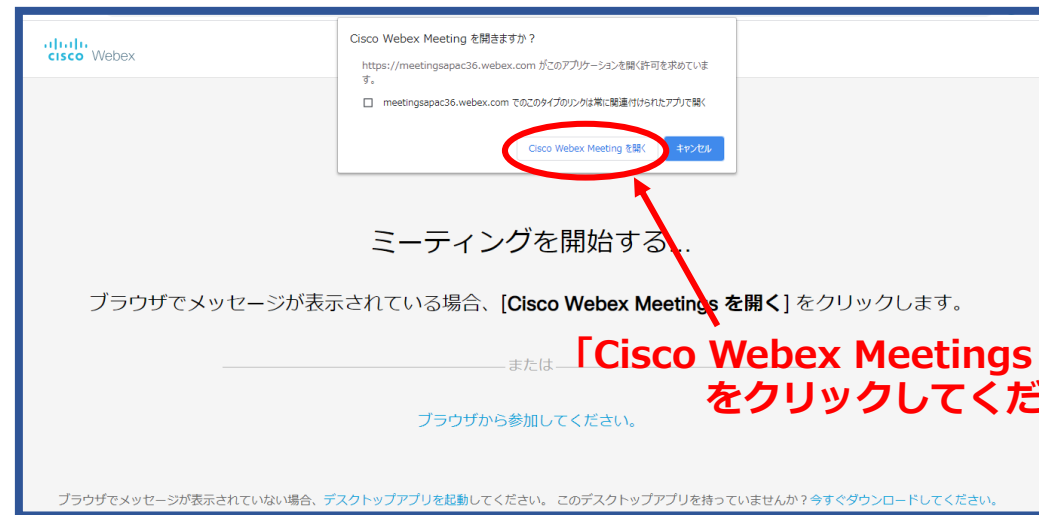 cisco Webex
Cisco Webex Meeting を開きますか？
https://meetingsapac36.webex.com がこのアプリケーションを開く許可を求めていま
す。
meetingsapac36.webex.com でのこのタイプのリンクは常に関連付けられたアプリで開く
Cisco Webex Meeting を開く キャンセル
ミーティングを開始する...
ブラウザでメッセージが表示されている場合、[Cisco Webex Meetings を開く] をクリックします。
または
「Cisco Webex Meetings
をクリックしてくだ
ブラウザから参加してください。
ブラウザでメッセージが表示されていない場合、デスクトップアプリを起動してください。 このデスクトップアプリを持っていませんか？今すぐダウンロードしてください。